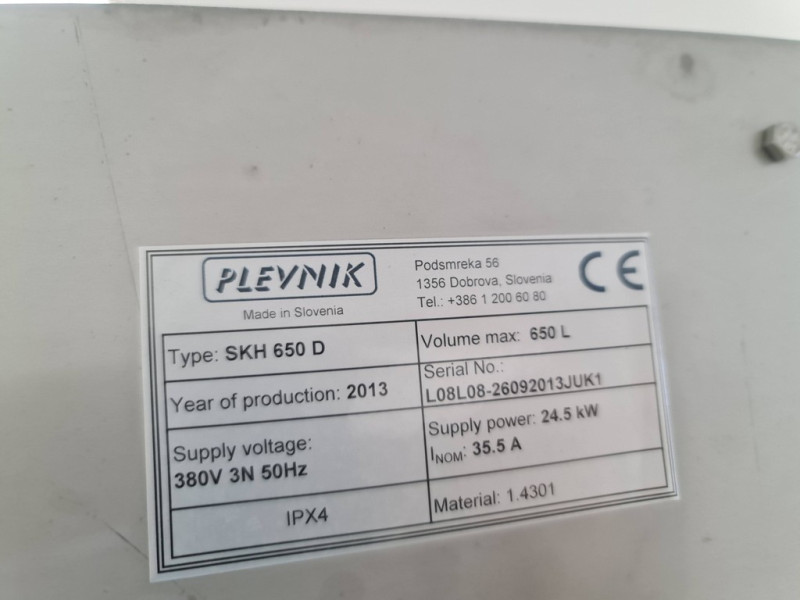 PLEVNIK
Made in Slovenia
Podsmreka 56
1356 Dobrova, Slovenia
Tel.: +386 1 200 60 80
CE
Type: SKH 650 D
Volume max: 650 L
Year of production: 2013
Serial No.:
L08L08-26092013JUK1
Supply voltage:
380V 3N 50Hz
Supply power: 24.5 kW
INOM: 35.5 A
IPX4
Material: 1.4301